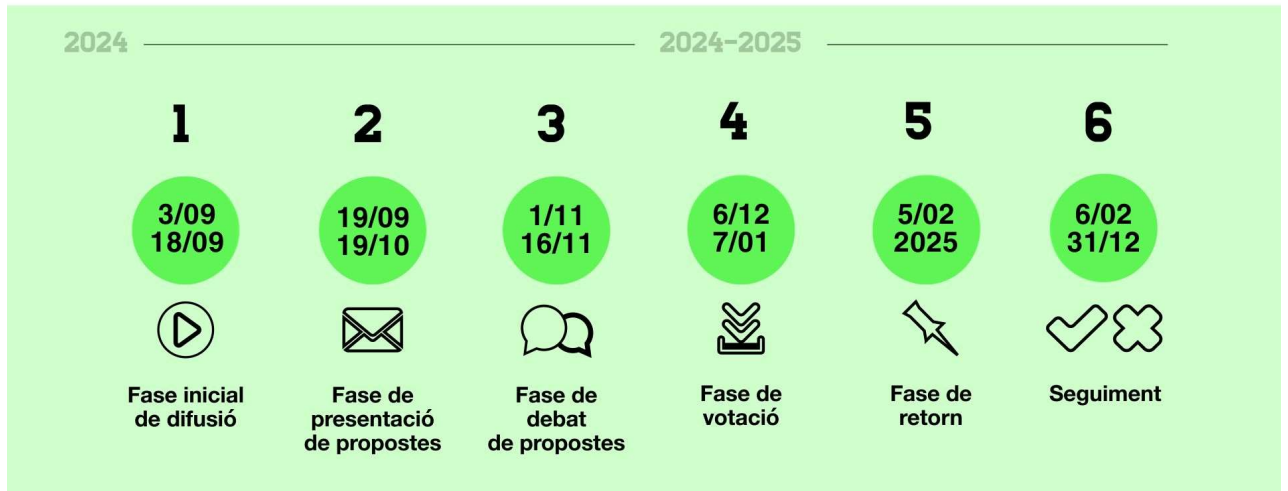 2024
2024-2025
1
3/09
18/09
Fase inicial
de difusió
2
19/09
19/10
Fase de
presentació
de propostes
3
1/11
16/11
Fase de
debat
de propostes
4
6/12
7/01
Fase de
votació
5
5/02
2025
Fase de
retorn
6
6/02
31/12
Seguiment